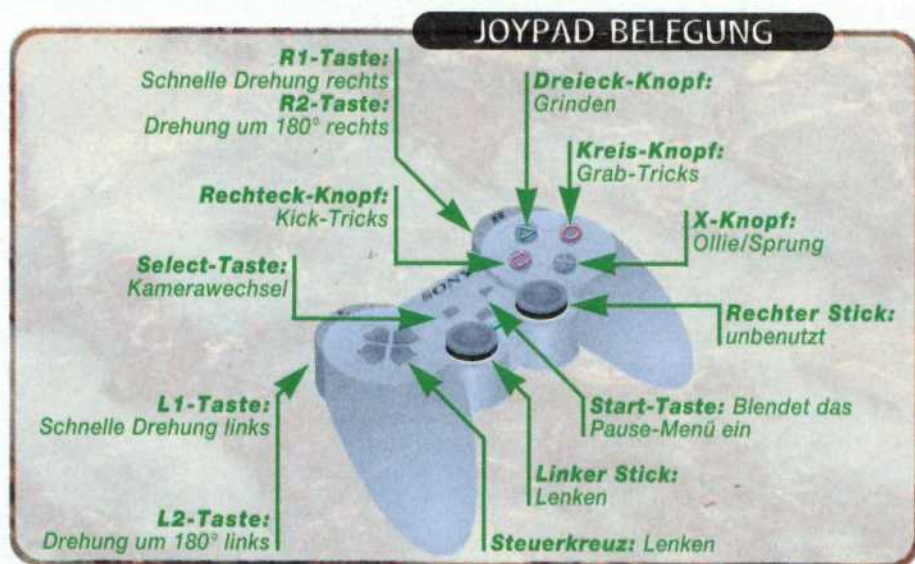 JOYPAD-BELEGUNG
R1-Taste:
Schnelle Drehung rechts
R2-Taste:
Drehung um 180° rechts
Dreieck-Knopf:
Grinden
Kreis-Knopf:
Grab-Tricks
Rechteck-Knopf:
Kick-Tricks
X-Knopf:
Ollie/Sprung
Select-Taste:
Kamerawechsel
SONY
Rechter Stick:
unbenutzt
L1-Taste:
Schnelle Drehung links
Start-Taste: Blendet das
Pause-Menü ein
Linker Stick:
Lenken
L2-Taste:
Drehung um 180° links
Steuerkreuz: Lenken